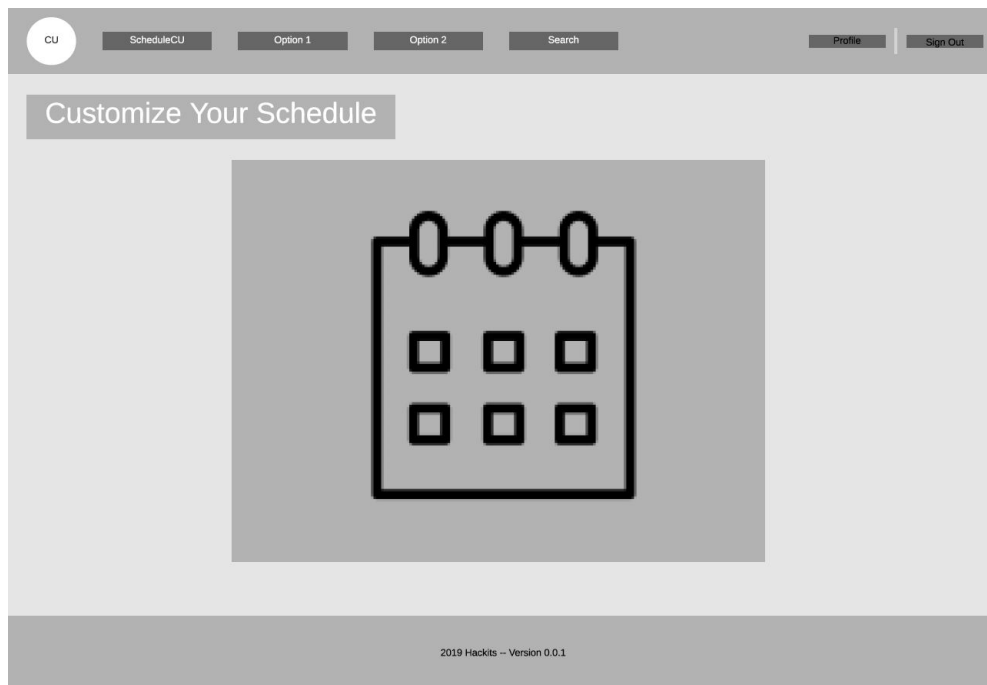 CU
ScheduleCU
Option 1
Option 2
Search
Profile
Sign Out
Customize Your Schedule
2019 Hackits -- Version 0.0.1